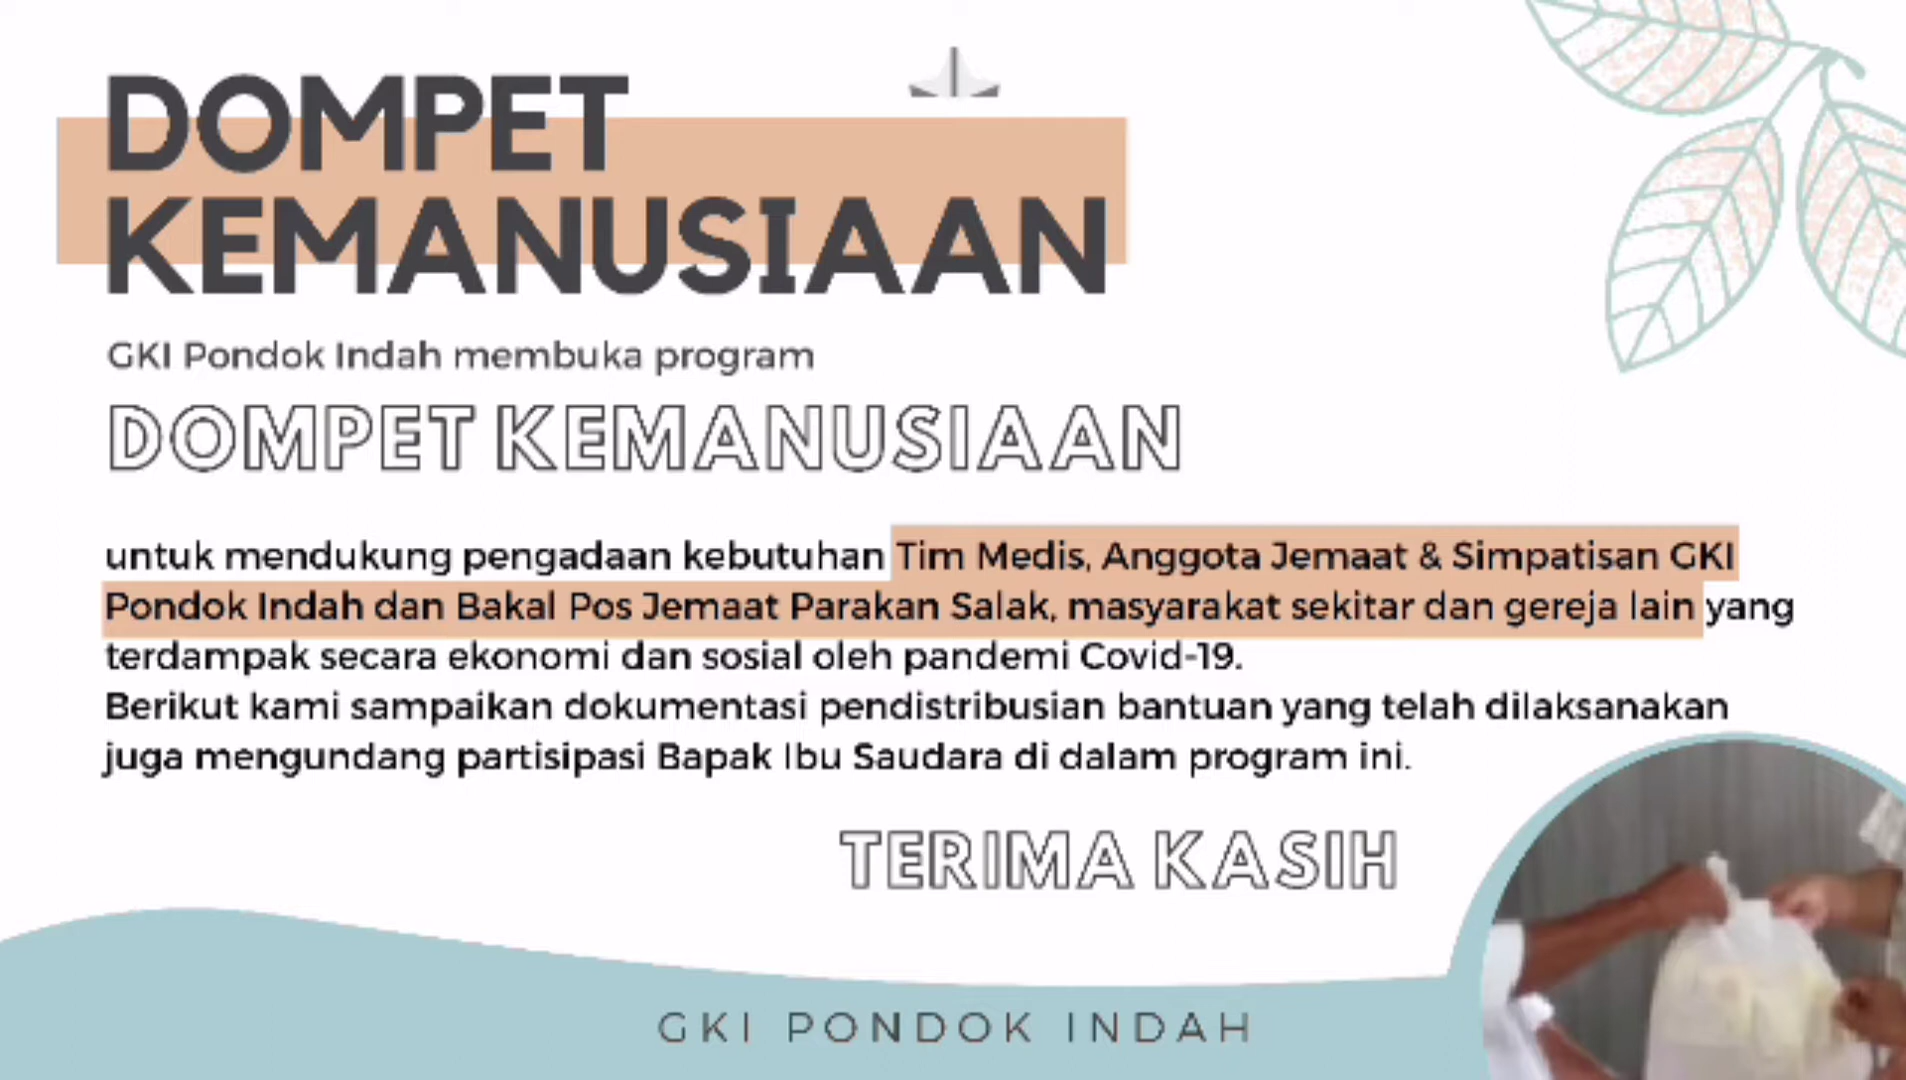 DOMPET
KEMANUSIAAN
GKI Pondok Indah membuka program
DOMPET KEMANUSIAAN
untuk mendukung pengadaan kebutuhan Tim Medis, Anggota Jemaat & Simpatisan GKI
Pondok Indah dan Bakal Pos Jemaat Parakan Salak, masyarakat sekitar dan gereja lain yang
terdampak secara ekonomi dan sosial oleh pandemi Covid-19.
Berikut kami sampaikan dokumentasi pendistribusian bantuan yang telah dilaksanakan
juga mengundang partisipasi Bapak Ibu Saudara di dalam program ini.
TERIMA KASIH
GKI PONDOK INDAH